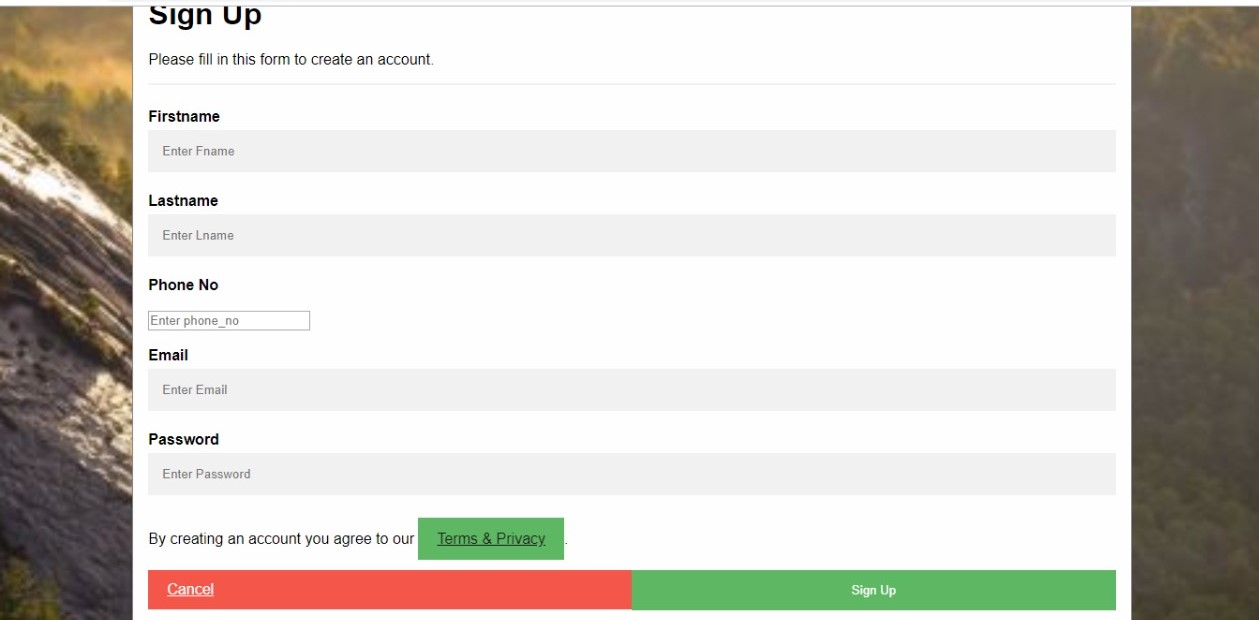 Sign Up
Please fill in this form to create an account.
Firstname
Enter Fname
Lastname
Enter Lname
Phone No
Enter phone_no
Email
Enter Email
Password
Enter Password
By creating an account you agree to our Terms & Privacy.
Cancel Sign Up